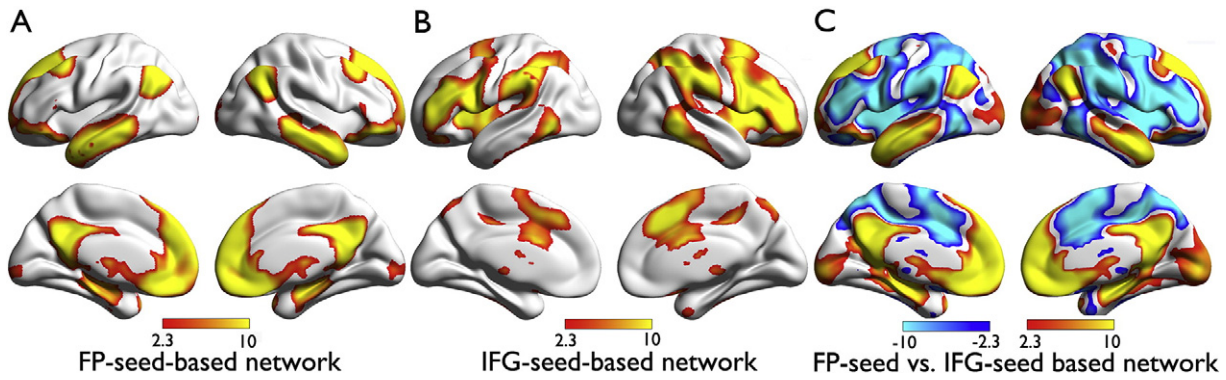 A
B
C
2.3 10
2.3 10
-10 -2.3 2.3 10
FP-seed-based network
IFG-seed-based network
FP-seed vs. IFG-seed based network